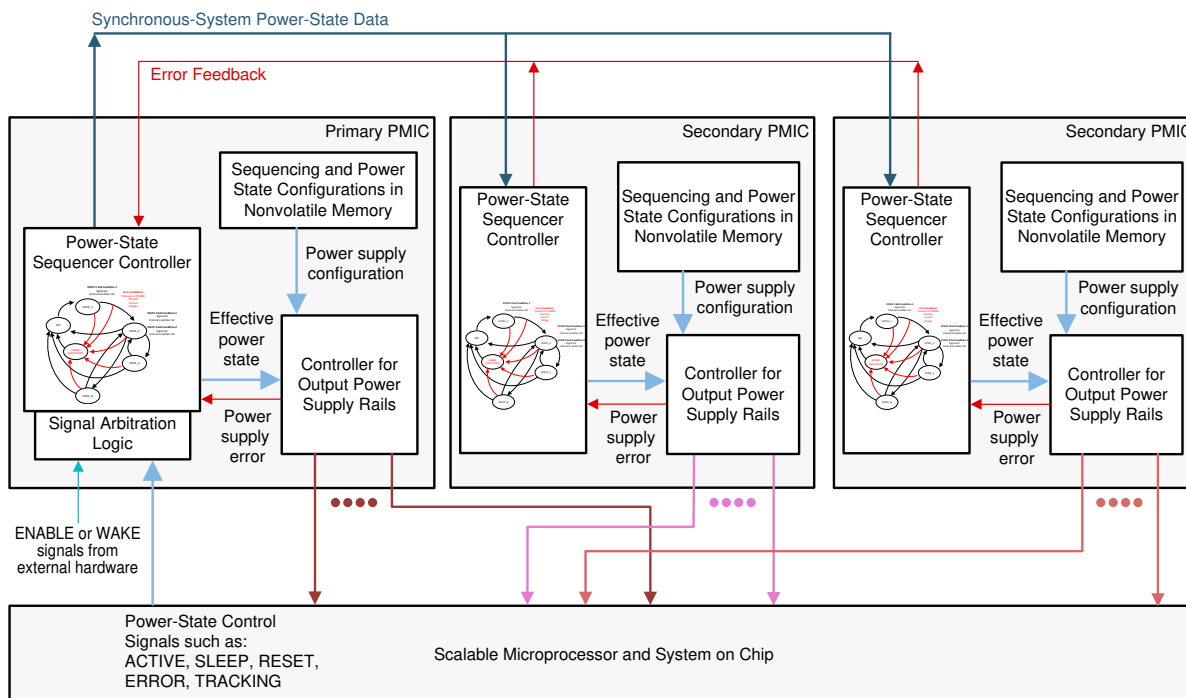 Synchronous-System Power-State Data
Error Feedback
Primary PMIC
Sequencing and Power
State Configurations in
Nonvolatile Memory
Power-State
Sequencer Controller
Power supply
configuration
Effective
power
state
Controller for
Output Power
Supply Rails
Power
supply
error
Signal Arbitration
Logic
ENABLE or WAKE
signals from
external hardware
Secondary PMIC
Power-State
Sequencer
Controller
Sequencing and Power
State Configurations in
Nonvolatile Memory
Power supply
configuration
Effective
power
state
Controller for
Output Power
Supply Rails
Power
supply
error
Secondary PMIC
Power-State
Sequencer
Controller
Sequencing and Power
State Configurations in
Nonvolatile Memory
Power supply
configuration
Effective
power
state
Controller for
Output Power
Supply Rails
Power
supply
error
Power-State Control
Signals such as:
ACTIVE, SLEEP, RESET,
ERROR, TRACKING
Scalable Microprocessor and System on Chip